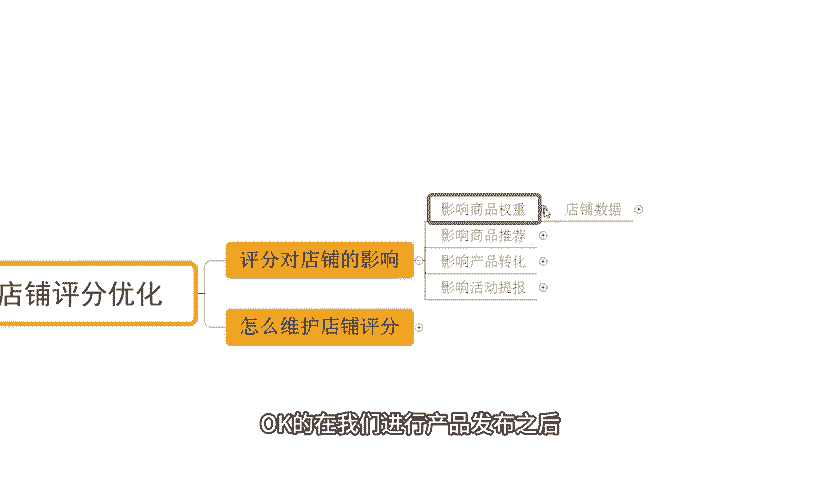 店铺评分优化
评分对店铺的影响
影响商品权重
店铺数据
影响商品推荐
影响产品转化
影响活动提报
怎么维护店铺评分
OK的在我们进行产品发布之后